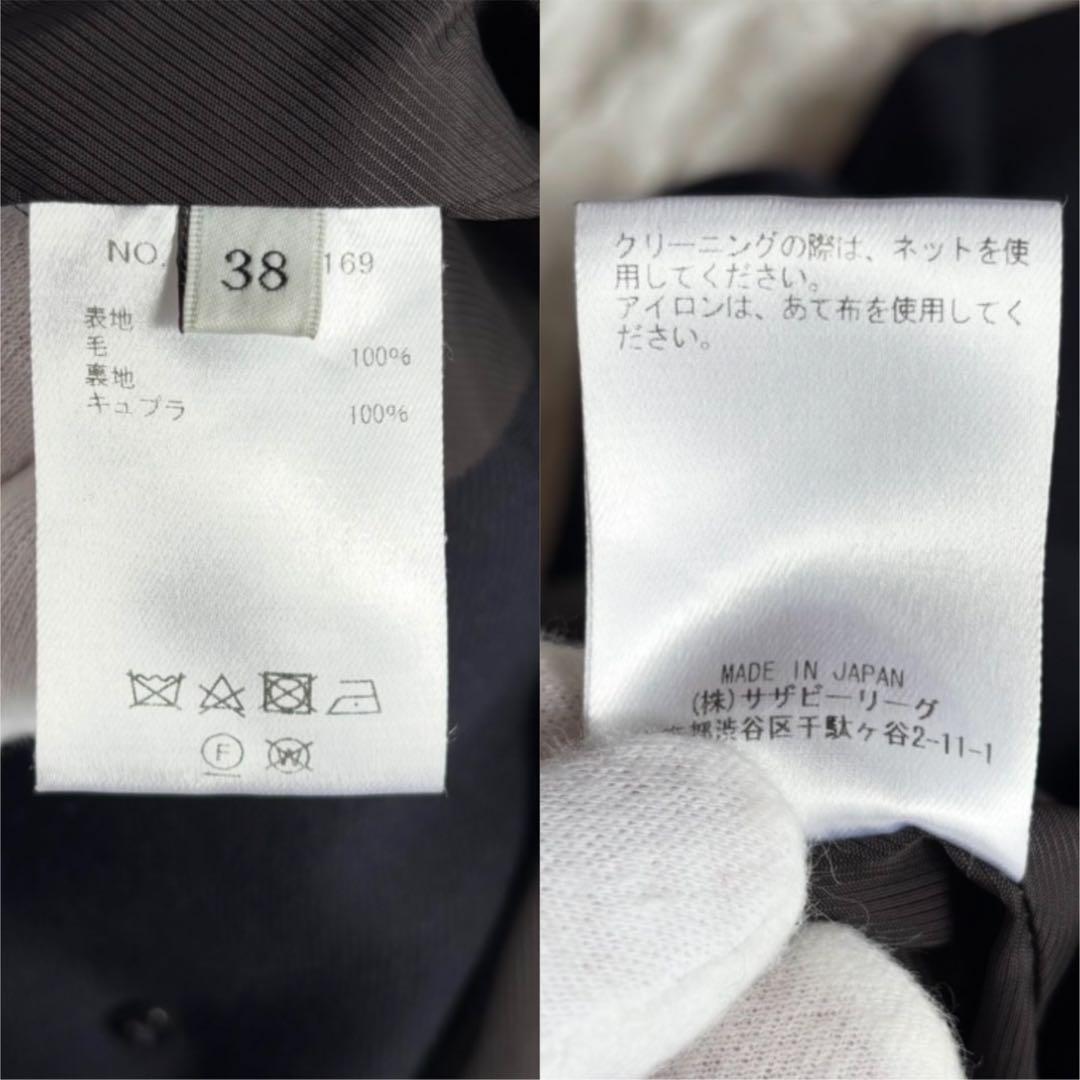 NO.
38
169
表地
毛 100%
裏地
キュプラ 100%
F
W
クリーニングの際は、ネットを使
用してください。
アイロンは、あて布を使用してく
ださい。
MADE IN JAPAN
(株)サザビーリーグ
都渋谷区千駄ケ谷2-11-1